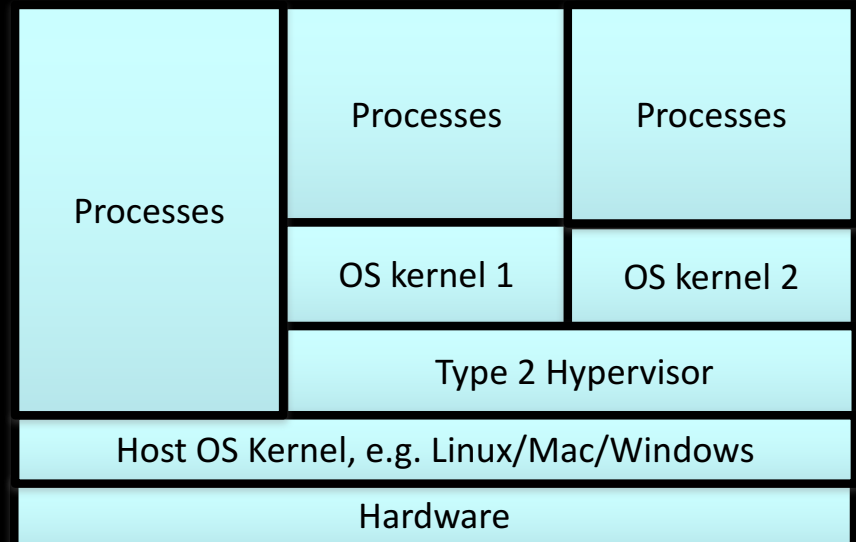 Processes
Processes
Processes
OS kernel 1
OS kernel 2
Type 2 Hypervisor
Host OS Kernel, e.g. Linux/Mac/Windows
Hardware